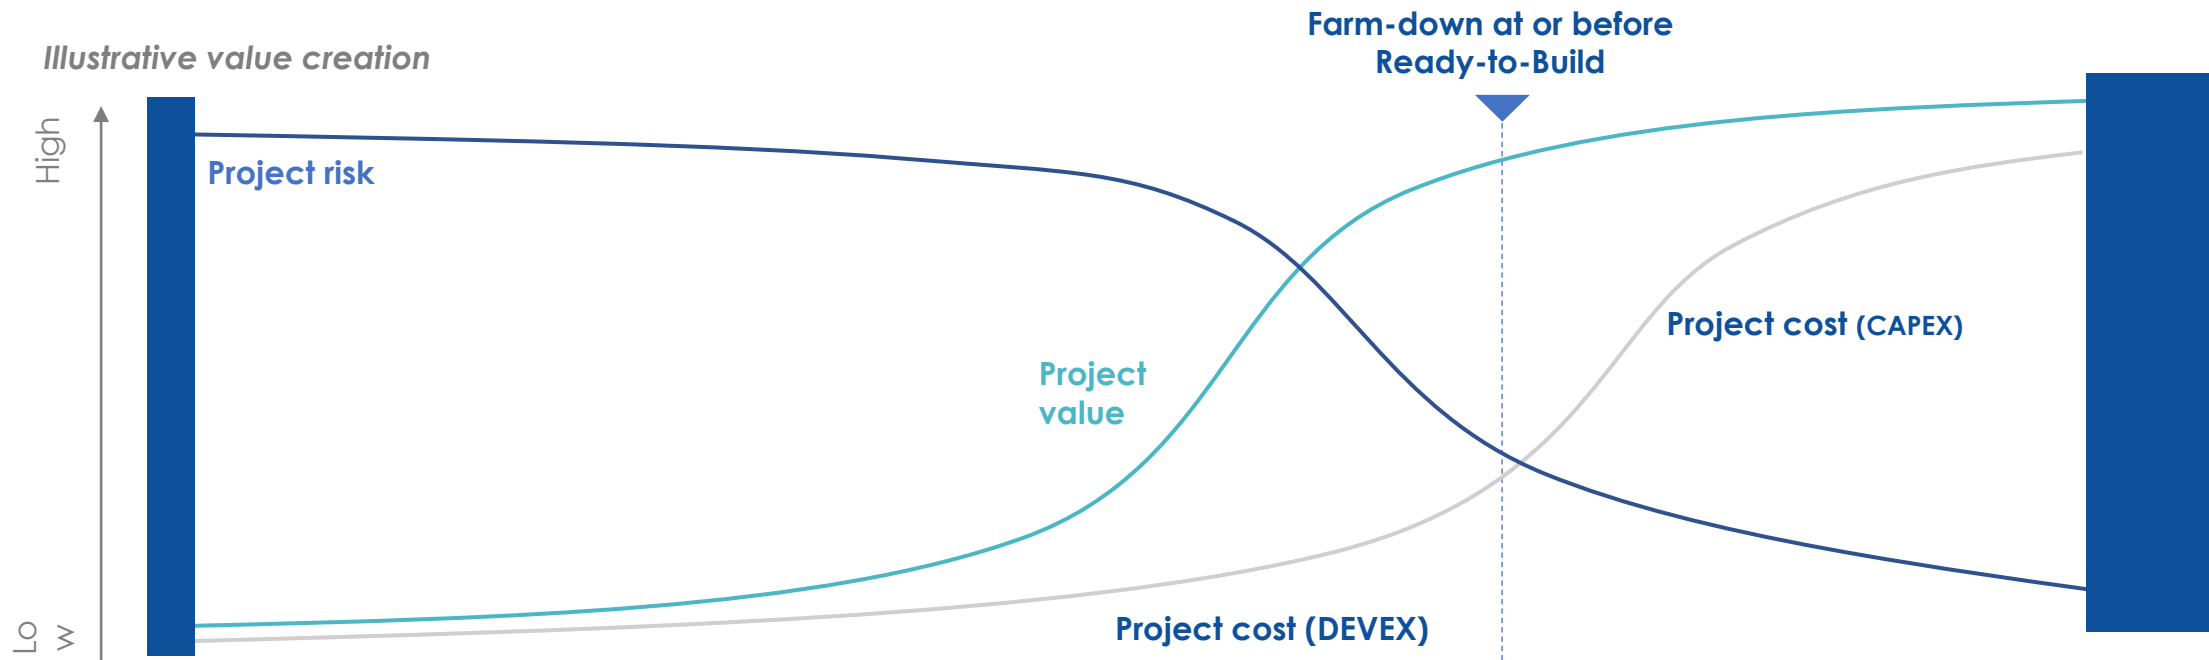 Farm-down at or before
Ready-to-Build
Illustrative value creation
High
Project risk
Project cost (CAPEX)
Project
value
Project cost (DEVEX)
Lo
w